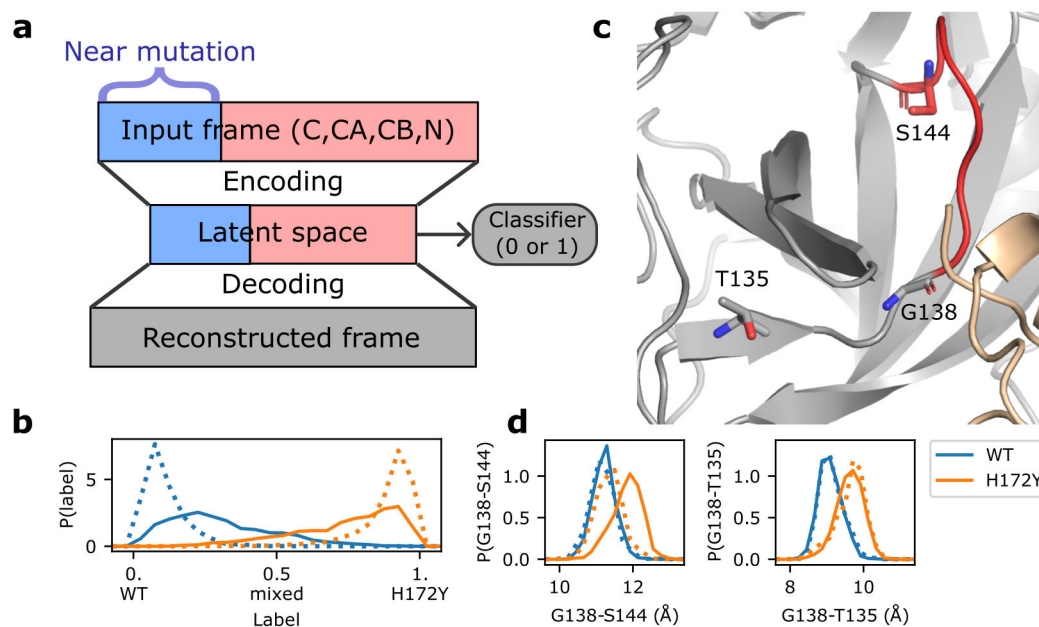 a
Near mutation
Input frame (C,CA,CB,N)
Encoding
Latent space
Classifier
(0 or 1)
Decoding
Reconstructed frame
c
S144
T135
G138
b
P(label)
5
0
0.
0.5
1.
WT
mixed
H172Y
Label
d
P(G138-S144)
1.0
0.5
0.0
10
12
G138-S144 (Å)
P(G138-T135)
1.0
0.5
0.0
8
10
G138-T135 (Å)
WT
H172Y